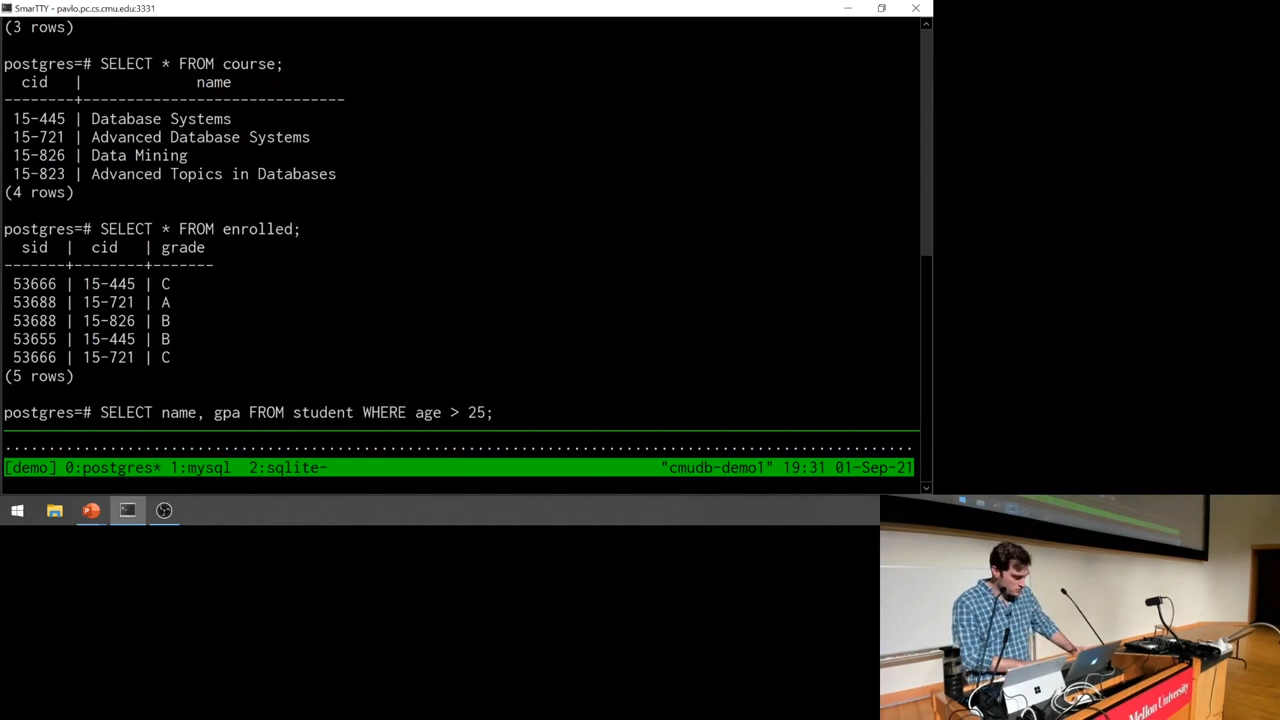 SmarTTY - pavlo.pc.cs.cmu.edu:3331
(3 rows)
postgres=# SELECT * FROM course;
cid | name
--------+------------------------------
15-445 | Database Systems
15-721 | Advanced Database Systems
15-826 | Data Mining
15-823 | Advanced Topics in Databases
(4 rows)
postgres=# SELECT * FROM enrolled;
sid | cid | grade
-------+--------+-------
53666 | 15-445 | C
53688 | 15-721 | A
53688 | 15-826 | B
53655 | 15-445 | B
53666 | 15-721 | C
(5 rows)
postgres=# SELECT name, gpa FROM student WHERE age > 25;
[demo] 0:postgres* 1:mysql 2:sqlite- "cmudb-demo1" 19:31 01-Sep-21
Mellon University